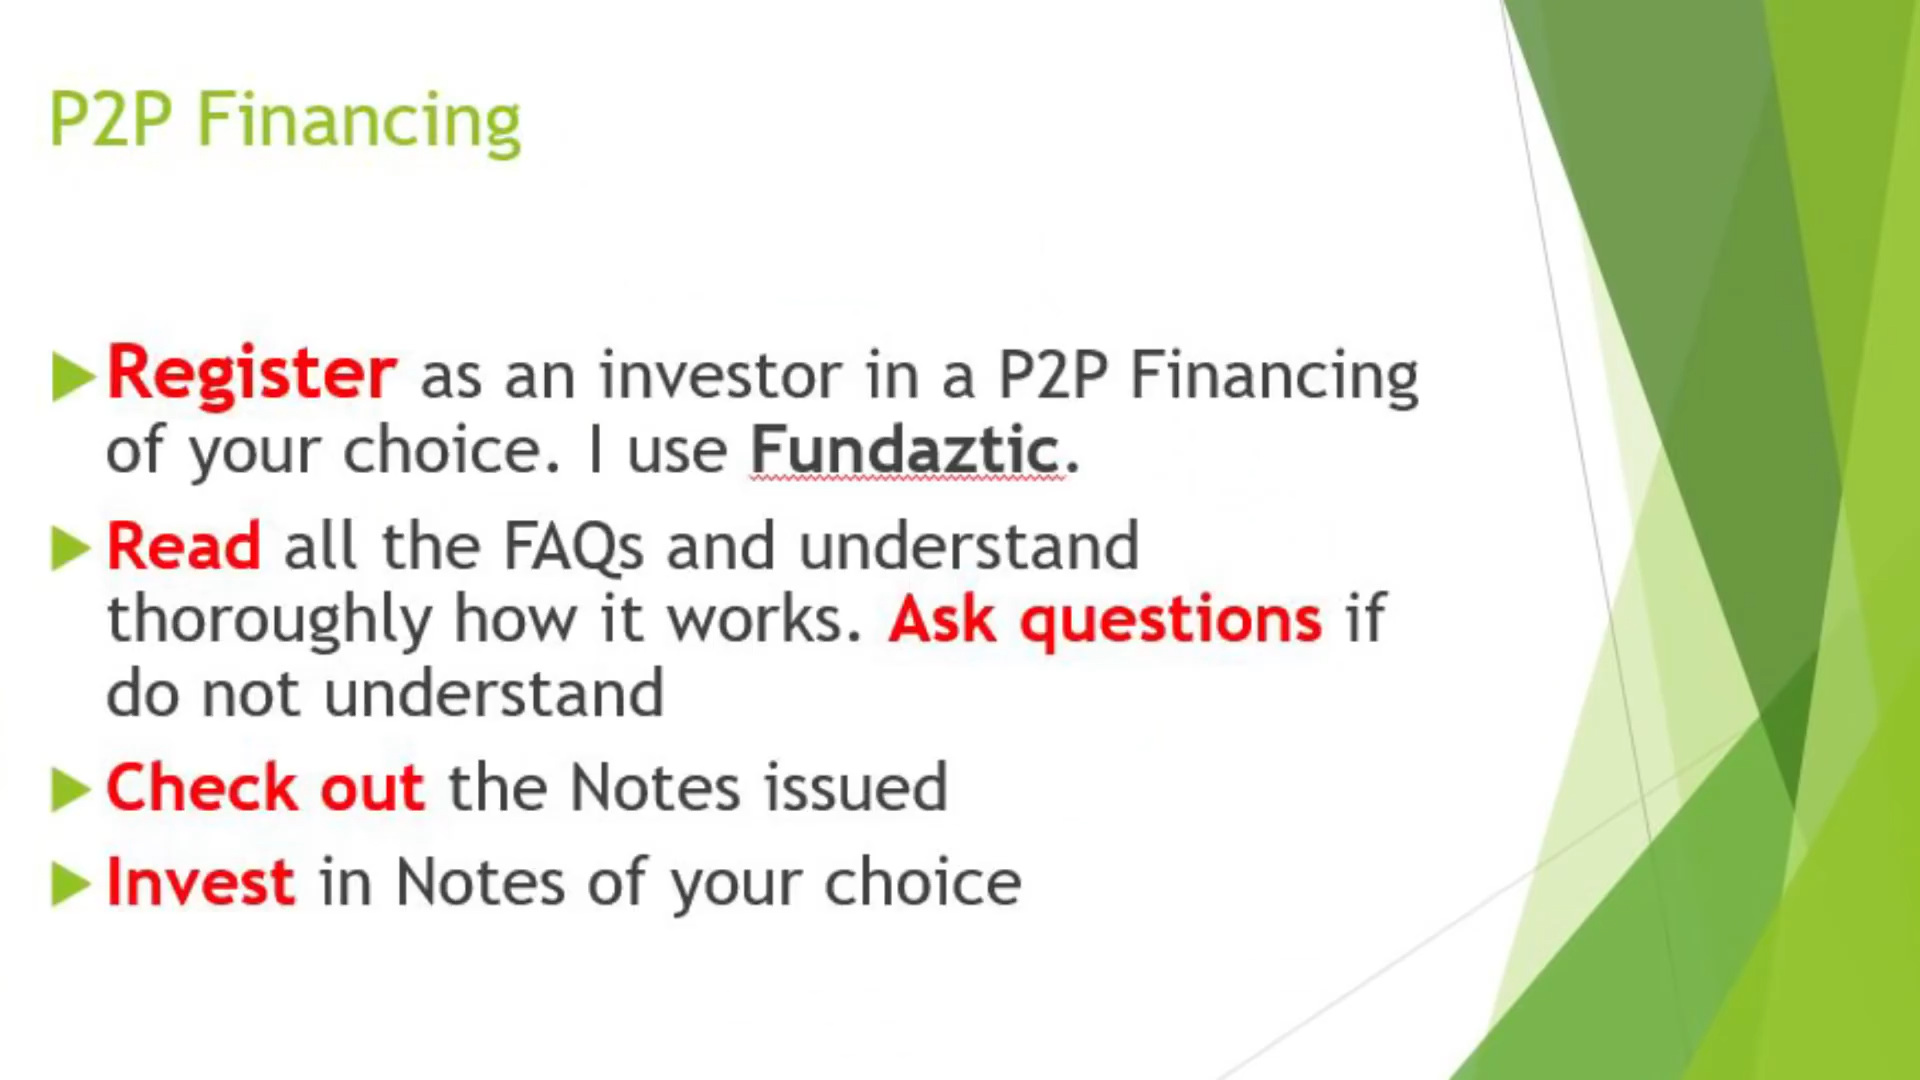 P2P Financing
Register as an investor in a P2P Financing
of your choice. I use Fundaztic.
Read all the FAQs and understand
thoroughly how it works. Ask questions if
do not understand
Check out the Notes issued
Invest in Notes of your choice